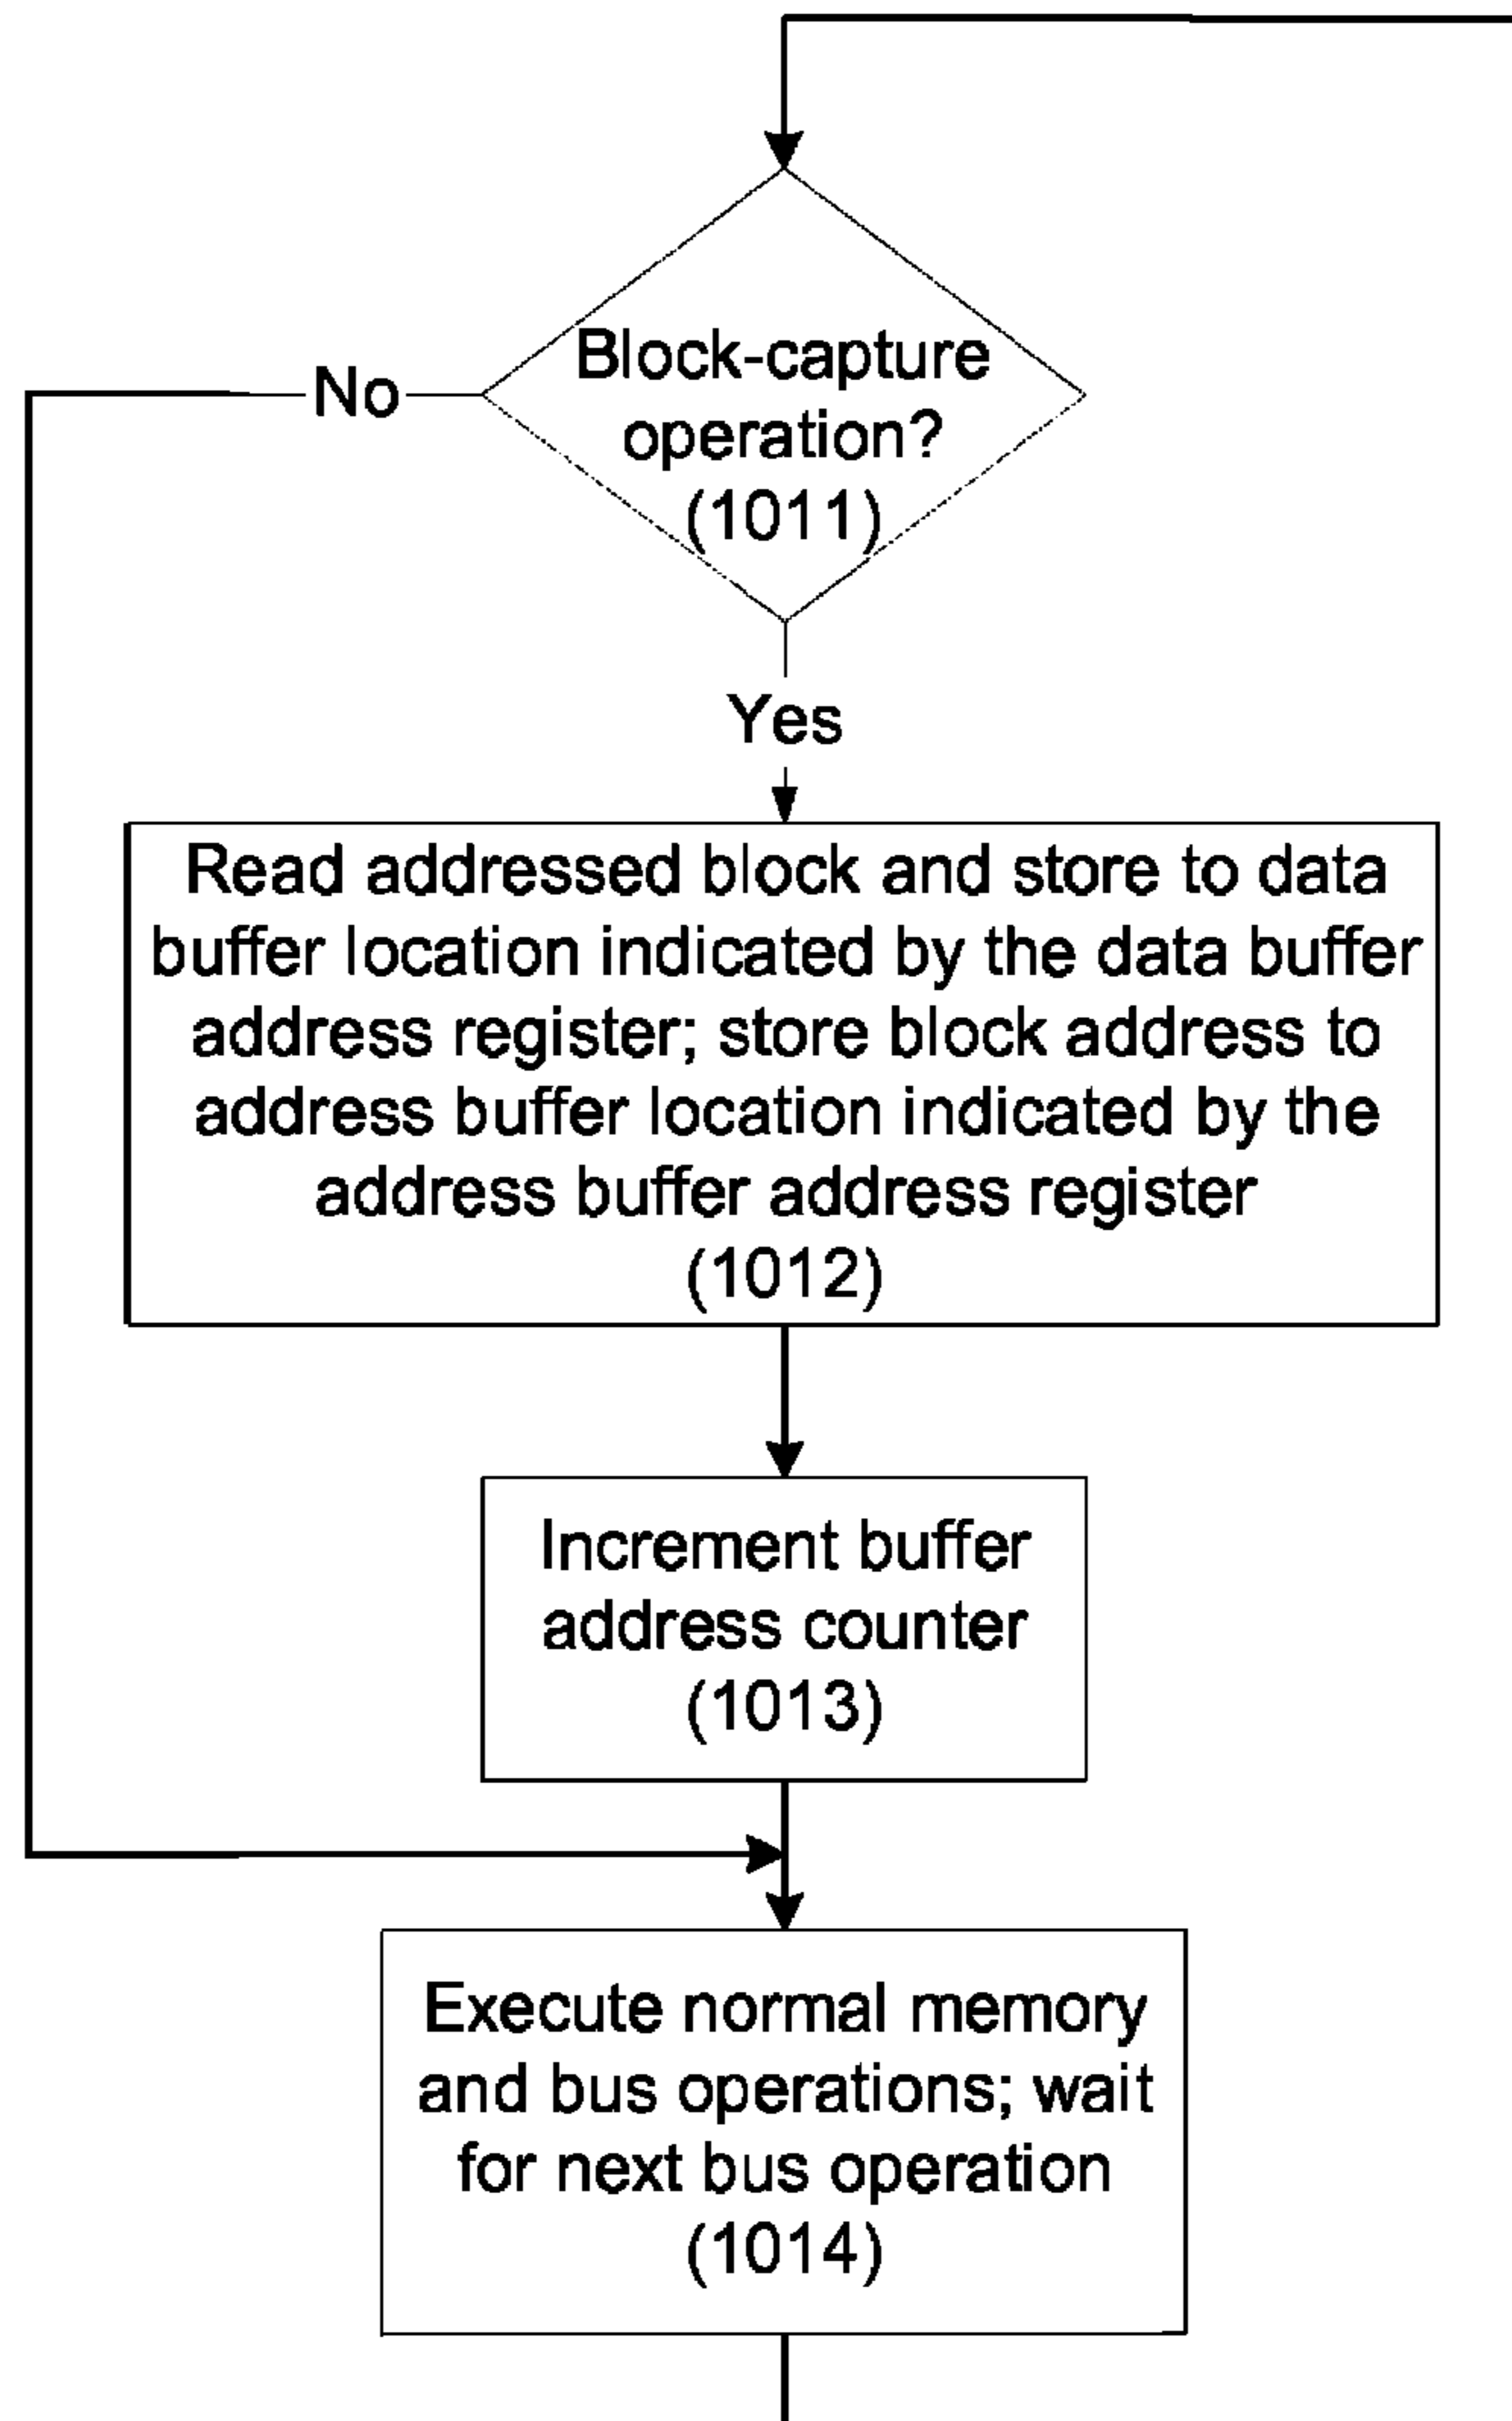 Block-capture
operation?
(1011)
No
Yes
Read addressed block and store to data
buffer location indicated by the data buffer
address register; store block address to
address buffer location indicated by the
address buffer address register
(1012)
Increment buffer
address counter
(1013)
Execute normal memory
and bus operations; wait
for next bus operation
(1014)